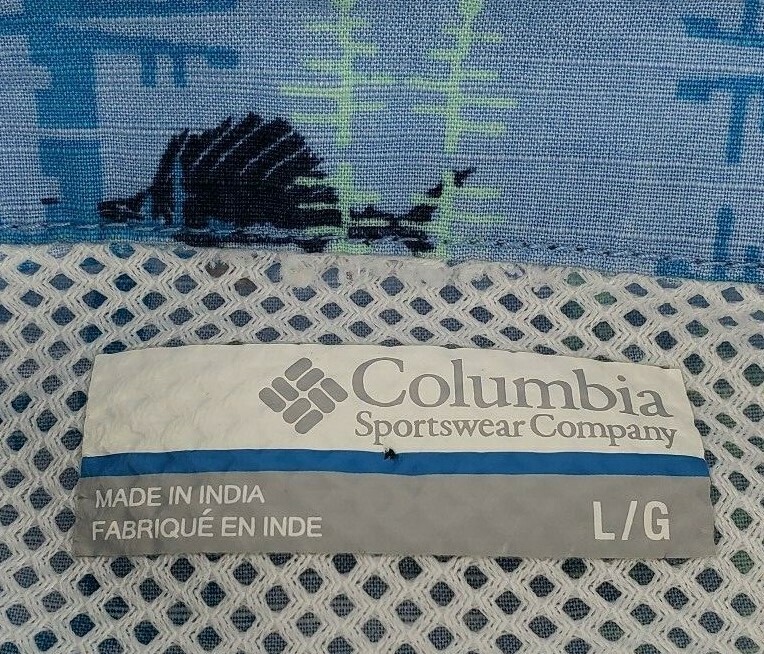 Columbia
Sportswear Company
MADE IN INDIA
FABRIQUÉ EN INDE
L/G